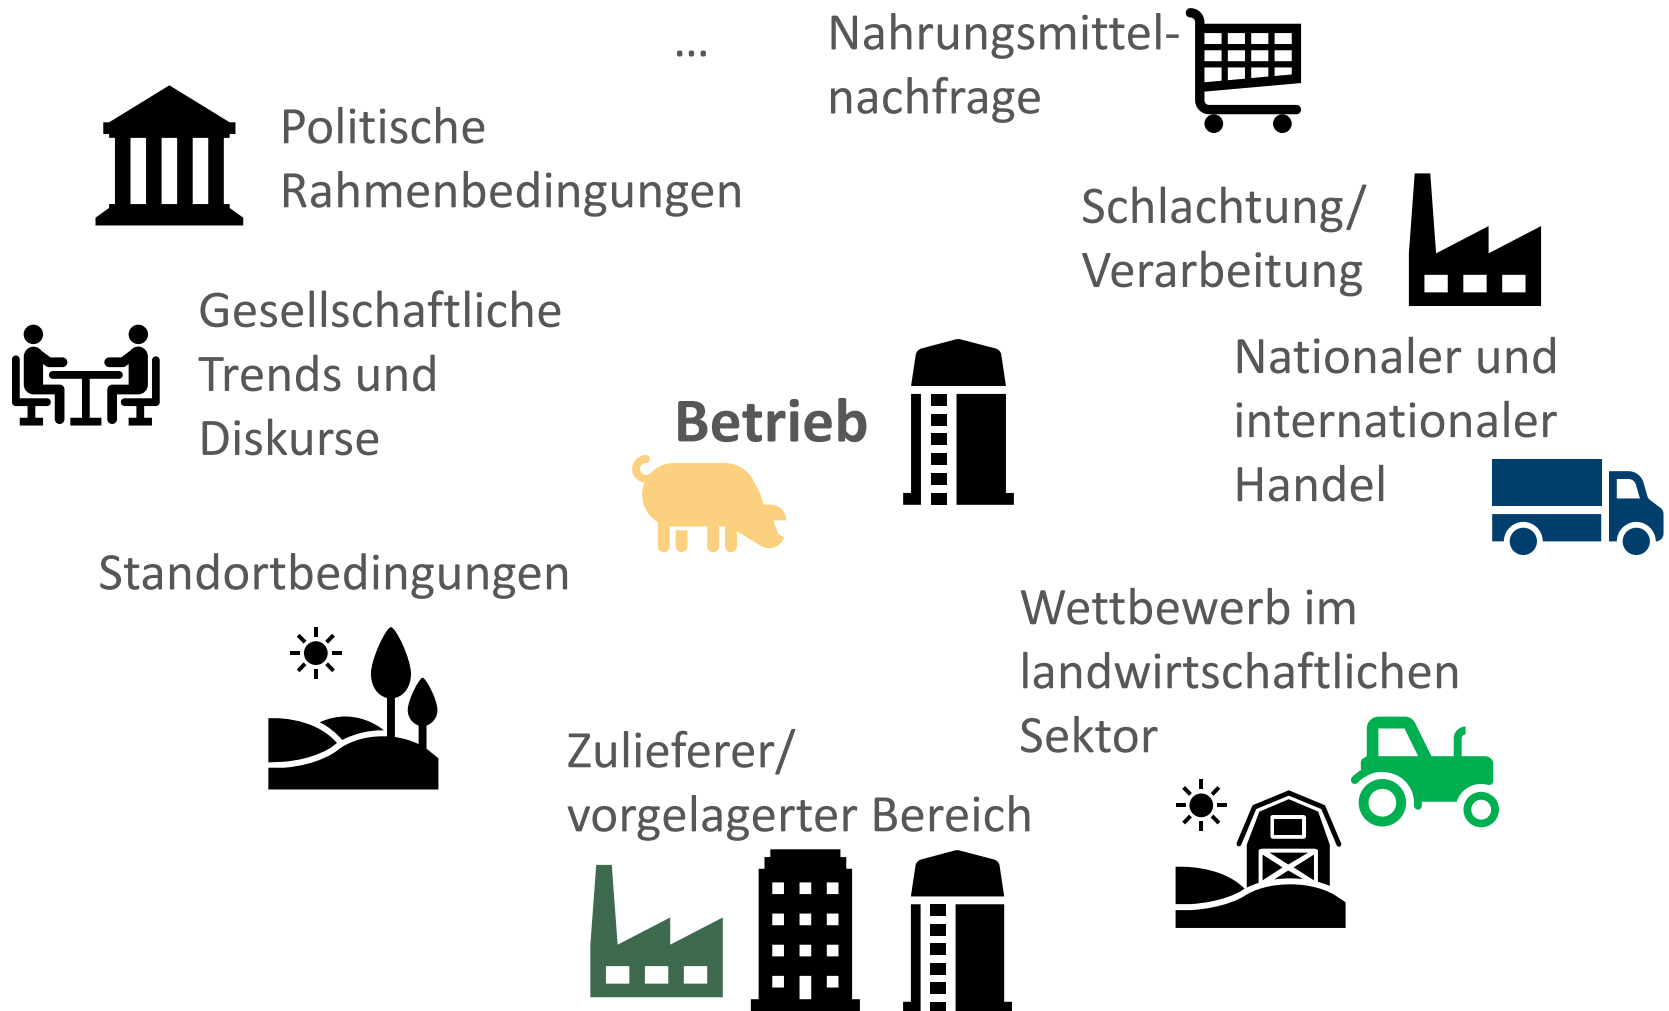 ...
Nahrungsmittel-
nachfrage
Politische
Rahmenbedingungen
Schlachtung/
Verarbeitung
Gesellschaftliche
Trends und
Diskurse
Nationaler und
internationaler
Handel
Betrieb
Standortbedingungen
Wettbewerb im
landwirtschaftlichen
Sektor
Zulieferer/
vorgelagerter Bereich